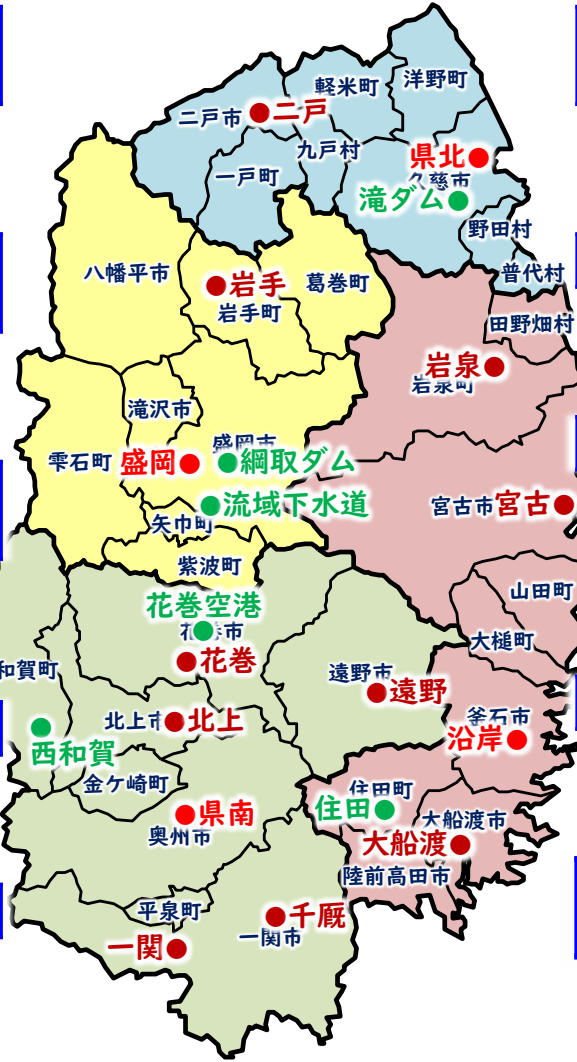 洋野町
軽米町
二戸市
二戸
九戸村
県北
久慈市
一戸町
滝ダム
野田村
普代村
八幡平市
岩手
葛巻町
岩手町
田野畑村
岩泉
岩泉町
滝沢市
盛岡市
雫石町
盛岡
綱取ダム
流域下水道
宮古市
宮古
矢巾町
紫波町
山田町
花巻空港
花巻市
大槌町
花巻
和賀町
遠野市
遠野
北上市
北上
釜石市
沿岸
西和賀
金ケ崎町
住田町
住田
県南
奥州市
大船渡市
大船渡
陸前高田市
平泉町
千厩
一関市
一関